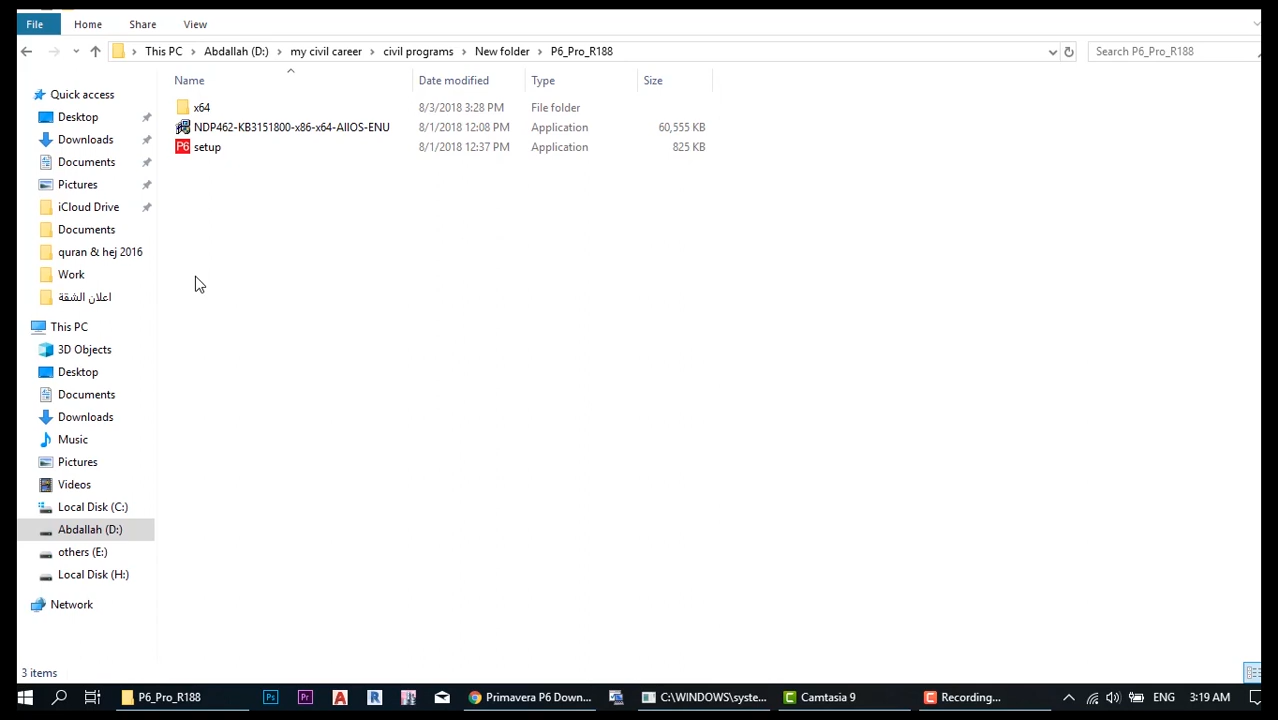 File Home Share View
This PC Abdallah (D:) my civil career civil programs New folder P6_Pro_R188 Search P6_Pro_R188
Name Date modified Type Size
x64 8/3/2018 3:28 PM File folder
NDP462-KB3151800-x86-x64-AllOS-ENU 8/1/2018 12:08 PM Application 60,555 KB
P6 setup 8/1/2018 12:37 PM Application 825 KB
Quick access
Desktop
Downloads
Documents
Pictures
iCloud Drive
Documents
quran & hej 2016
Work
اعلان الشقة
This PC
3D Objects
Desktop
Documents
Downloads
Music
Pictures
Videos
Local Disk (C:)
Abdallah (D:)
others (E:)
Local Disk (H:)
Network
3 items
P6_Pro_R188 Ps Pr A R Primavera P6 Down... C:\WINDOWS\syste... C Camtasia 9 C Recording... ENG 3:19 AM